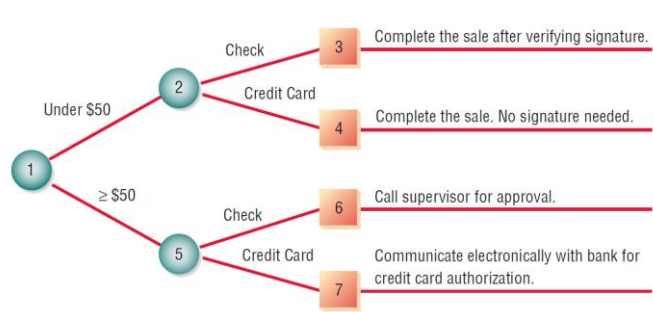 Complete the sale after verifying signature.
Check
3
2
Credit Card
Under $50
4
Complete the sale. No signature needed.
1
≥ $50
Call supervisor for approval.
6
Check
5
Credit Card
Communicate electronically with bank for
credit card authorization.
7